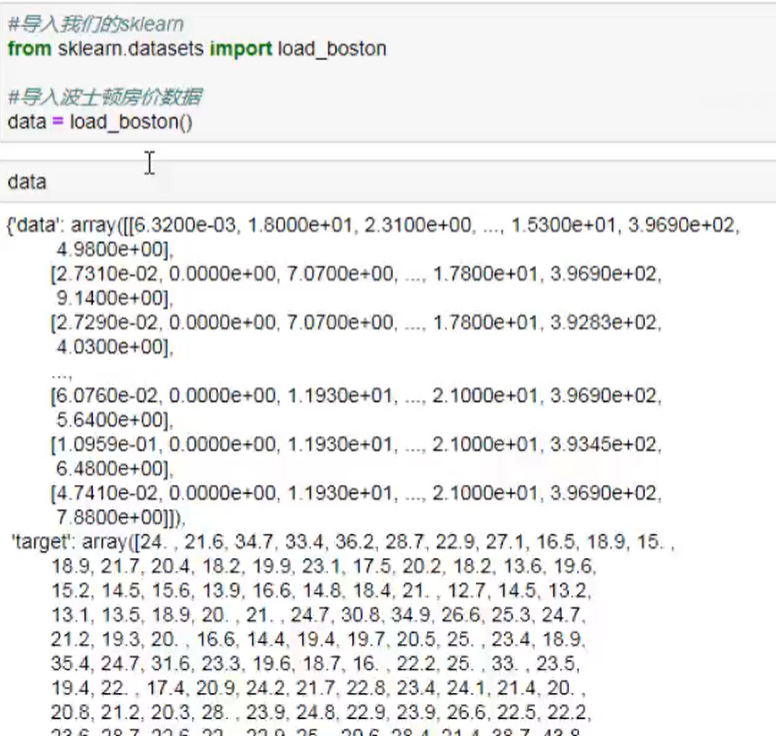 #导入我们的sklearn
from sklearn.datasets import load_boston
#导入波士顿房价数据
data = load_boston()
data
{'data': array([[6.3200e-03, 1.8000e+01, 2.3100e+00, ..., 1.5300e+01, 3.9690e+02,
4.9800e+00],
[2.7310e-02, 0.0000e+00, 7.0700e+00, ..., 1.7800e+01, 3.9690e+02,
9.1400e+00],
[2.7290e-02, 0.0000e+00, 7.0700e+00, ..., 1.7800e+01, 3.9283e+02,
4.0300e+00],
...,
[6.0760e-02, 0.0000e+00, 1.1930e+01, ..., 2.1000e+01, 3.9690e+02,
5.6400e+00],
[1.0959e-01, 0.0000e+00, 1.1930e+01, ..., 2.1000e+01, 3.9345e+02,
6.4800e+00],
[4.7410e-02, 0.0000e+00, 1.1930e+01, ..., 2.1000e+01, 3.9690e+02,
7.8800e+00]]),
'target': array([24. , 21.6, 34.7, 33.4, 36.2, 28.7, 22.9, 27.1, 16.5, 18.9, 15. ,
18.9, 21.7, 20.4, 18.2, 19.9, 23.1, 17.5, 20.2, 18.2, 13.6, 19.6,
15.2, 14.5, 15.6, 13.9, 16.6, 14.8, 18.4, 21. , 12.7, 14.5, 13.2,
13.1, 13.5, 18.9, 20. , 21. , 24.7, 30.8, 34.9, 26.6, 25.3, 24.7,
21.2, 19.3, 20. , 16.6, 14.4, 19.4, 19.7, 20.5, 25. , 23.4, 18.9,
35.4, 24.7, 31.6, 23.3, 19.6, 18.7, 16. , 22.2, 25. , 33. , 23.5,
19.4, 22. , 17.4, 20.9, 24.2, 21.7, 22.8, 23.4, 24.1, 21.4, 20. ,
20.8, 21.2, 20.3, 28. , 23.9, 24.8, 22.9, 23.9, 26.6, 22.5, 22.2,